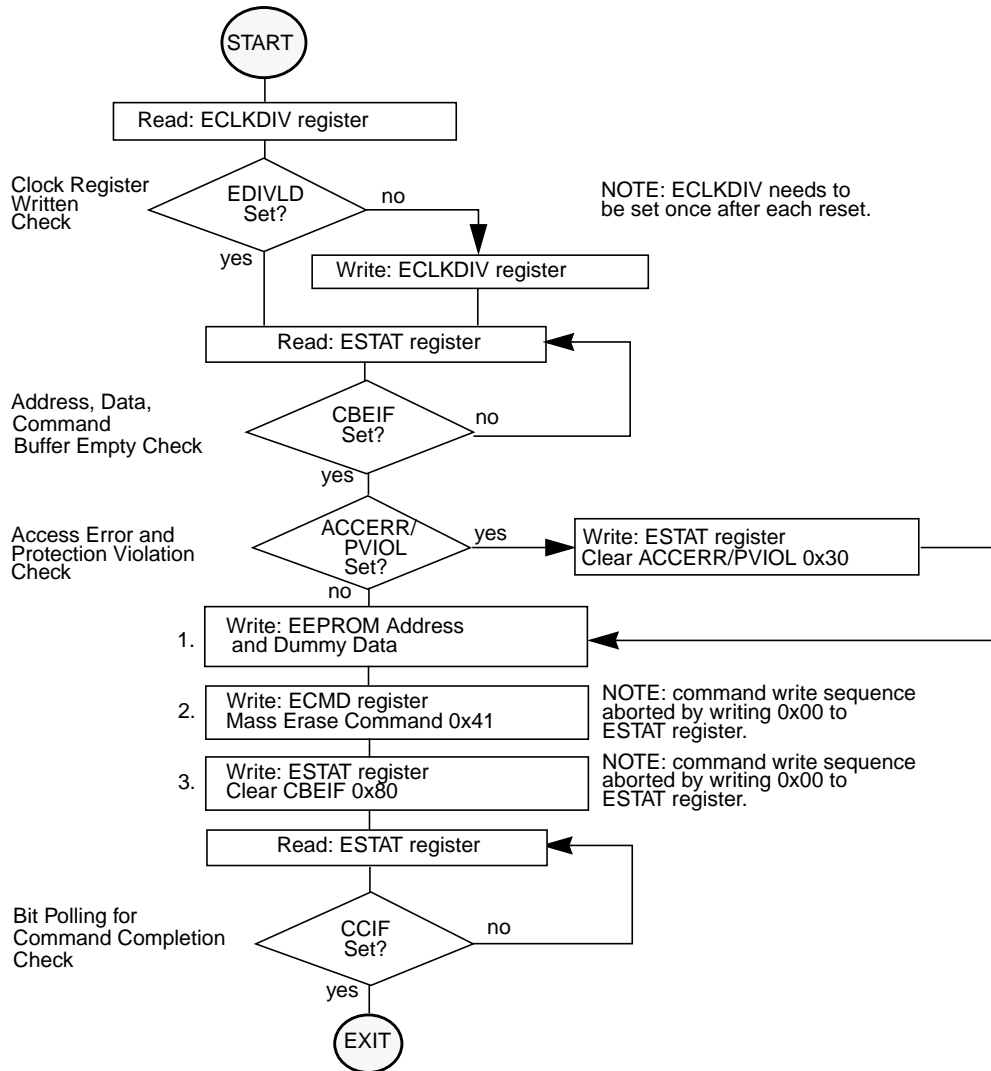 START
Read: ECLKDIV register
Clock Register
Written
Check
EDIVLD
Set?
no
yes
NOTE: ECLKDIV needs to
be set once after each reset.
Write: ECLKDIV register
Read: ESTAT register
Address, Data,
Command
Buffer Empty Check
CBEIF
Set?
no
yes
Access Error and
Protection Violation
Check
ACCERR/
PVIOL
Set?
yes
no
Write: ESTAT register
Clear ACCERR/PVIOL 0x30
1.
Write: EEPROM Address
and Dummy Data
2.
Write: ECMD register
Mass Erase Command 0x41
NOTE: command write sequence
aborted by writing 0x00 to
ESTAT register.
3.
Write: ESTAT register
Clear CBEIF 0x80
NOTE: command write sequence
aborted by writing 0x00 to
ESTAT register.
Read: ESTAT register
Bit Polling for
Command Completion
Check
CCIF
Set?
no
yes
EXIT